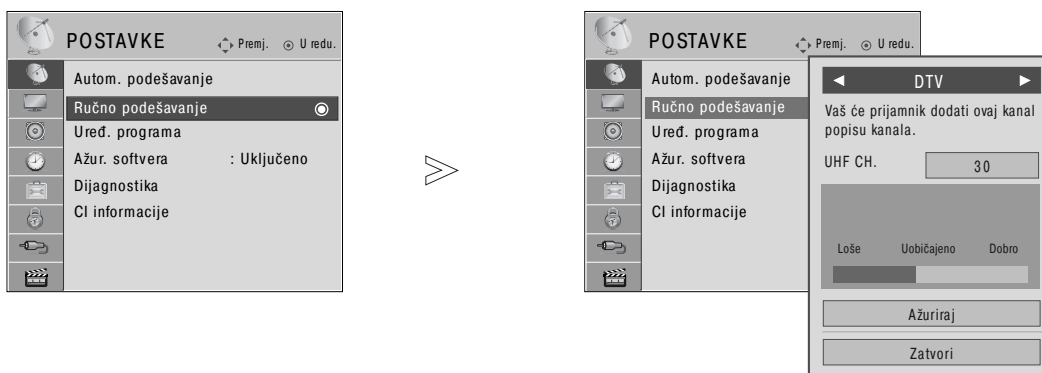 POSTAVKE Premj. U redu.
Autom. podešavanje
Ručno podešavanje
Uređ. programa
Ažur. softvera : Uključeno
Dijagnostika
CI informacije
POSTAVKE Premj. U redu.
Autom. podešavanje
Ručno podešavanje
Uređ. programa
Ažur. softvera
Dijagnostika
CI informacije
DTV
Vaš će prijamnik dodati ovaj kanal
popisu kanala.
UHF CH. 30
Loše Uobičajeno Dobro
Ažuriraj
Zatvori